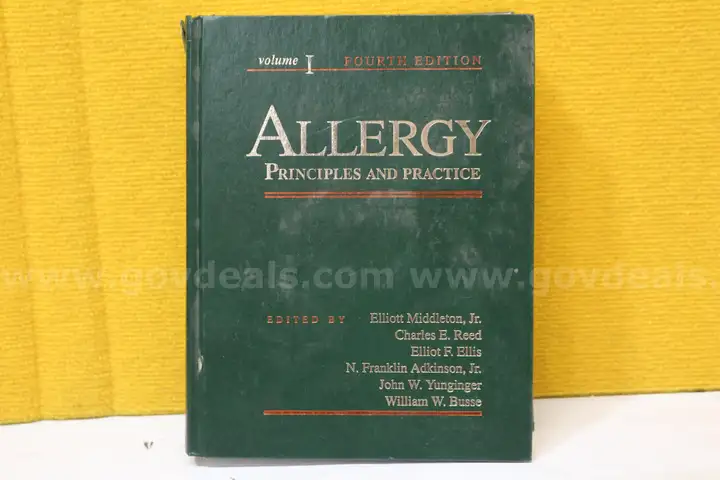 volume I FOURTH EDITION
ALLERGY
PRINCIPLES AND PRACTICE
www.govdeals.com www.govdeals.
EDITED BY Elliott Middleton, Jr.
Charles E. Reed
Elliot F. Ellis
N. Franklin Adkinson, Jr.
John W. Yunginger
William W. Busse